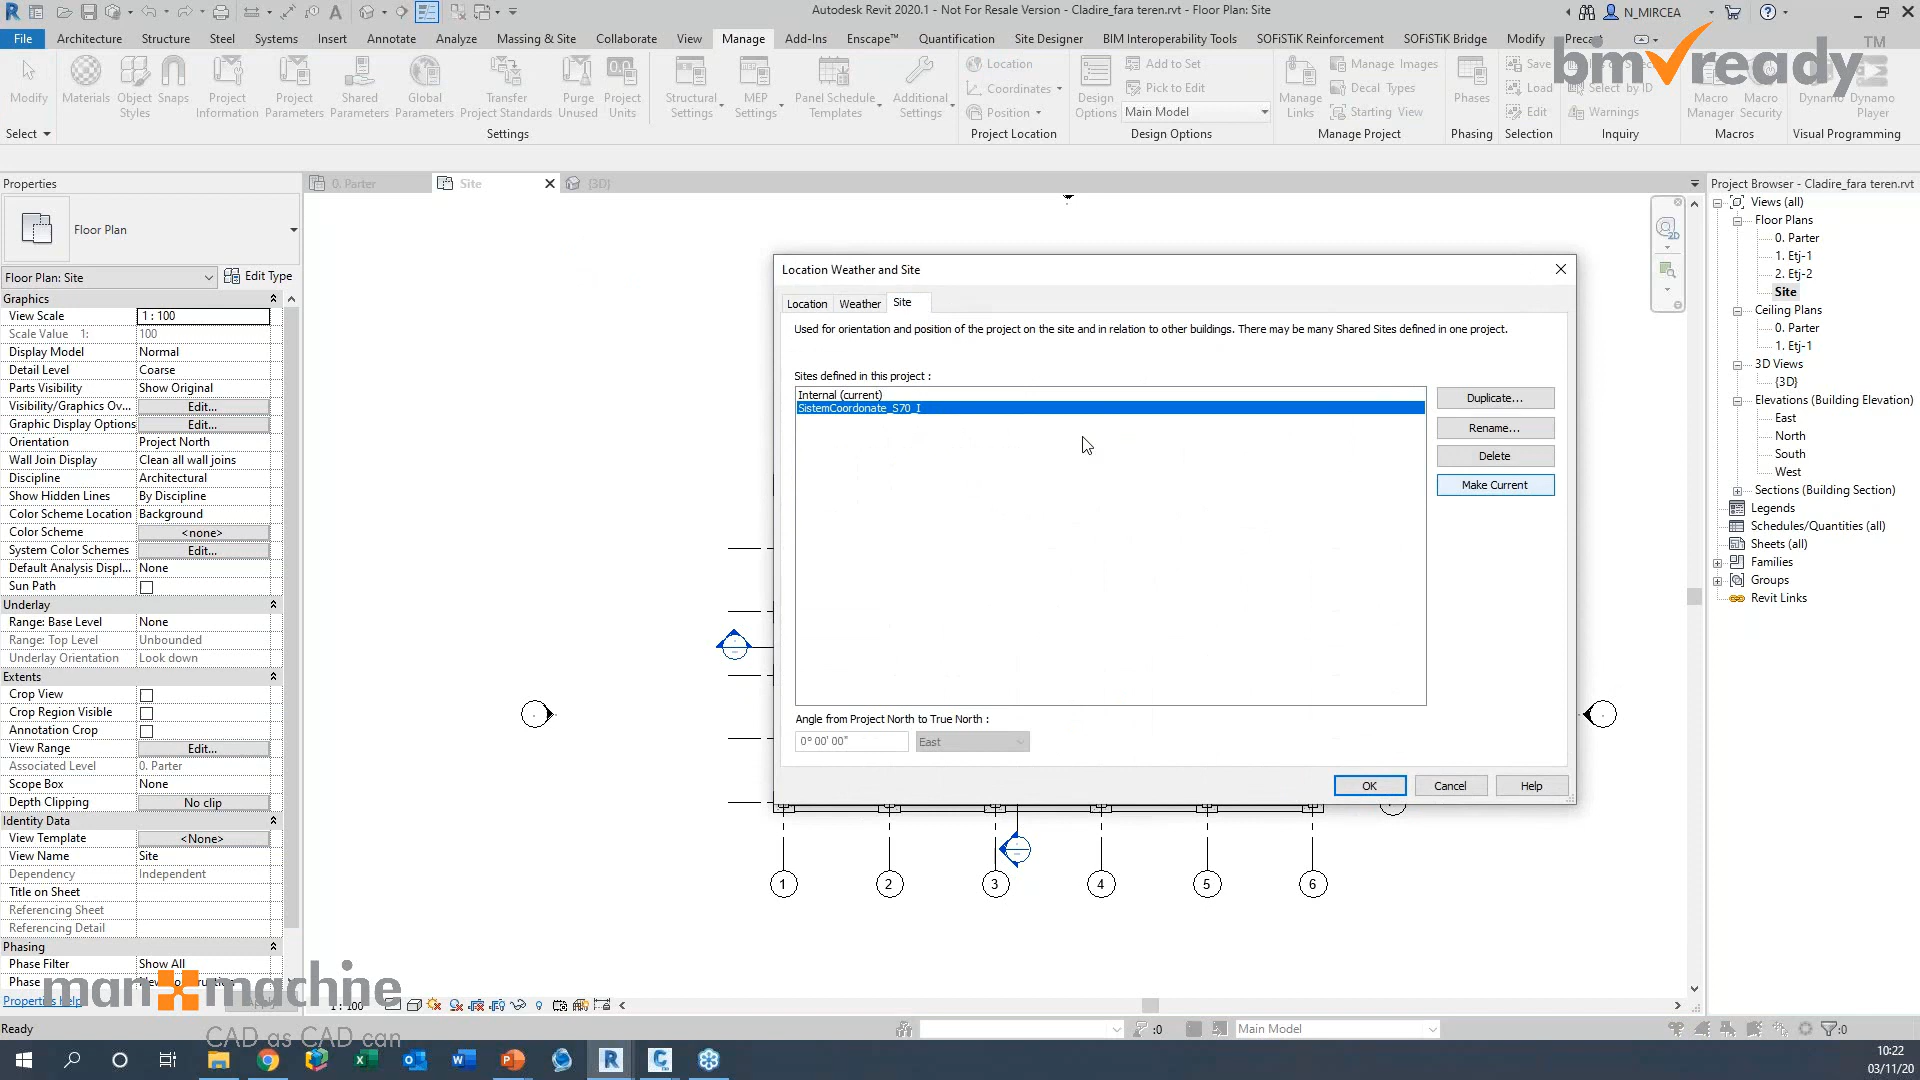 Autodesk Revit 2020.1 - Not For Resale Version - Cladire_fara teren.rvt - Floor Plan: Site
N_MIRCEA
File Architecture Structure Steel Systems Insert Annotate Analyze Massing & Site Collaborate View Manage Add-Ins Enscape™ Quantification Site Designer BIM Interoperability Tools SOFiSTiK Reinforcement SOFiSTiK Bridge Modify Precast
bim ready TM
Modify
Materials
Object Styles
Snaps
Project Information
Project Parameters
Shared Parameters
Global Parameters
Transfer Project Standards
Purge Unused
Project Units
Structural Settings
MEP Settings
Panel Schedule Templates
Additional Settings
Location
Coordinates
Position
Design Options
Add to Set
Pick to Edit
Main Model
Manage Links
Manage Images
Decal Types
Starting View
Phases
Save
Load
Edit
Select by ID
Warnings
Macro Manager
Macro Security
Dynamo
Dynamo Player
Select
Settings
Project Location
Design Options
Manage Project
Phasing
Selection
Inquiry
Macros
Visual Programming
Properties
Floor Plan
Floor Plan: Site
Edit Type
Graphics
View Scale 1 : 100
Scale Value 1: 100
Display Model Normal
Detail Level Coarse
Parts Visibility Show Original
Visibility/Graphics Ov... Edit...
Graphic Display Options Edit...
Orientation Project North
Wall Join Display Clean all wall joins
Discipline Architectural
Show Hidden Lines By Discipline
Color Scheme Location Background
Color Scheme <none>
System Color Schemes Edit...
Default Analysis Displ... None
Sun Path
Underlay
Range: Base Level None
Range: Top Level Unbounded
Underlay Orientation Look down
Extents
Crop View
Crop Region Visible
Annotation Crop
View Range Edit...
Associated Level 0. Parter
Scope Box None
Depth Clipping No clip
Identity Data
View Template <None>
View Name Site
Dependency Independent
Title on Sheet
Referencing Sheet
Referencing Detail
Phasing
Phase Filter Show All
Phase
Properties help
man machine
CAD as CAD can
0. Parter
Site
{3D}
2D
Location Weather and Site
Location Weather Site
Used for orientation and position of the project on the site and in relation to other buildings. There may be many Shared Sites defined in one project.
Sites defined in this project :
Internal (current)
SistemCoordonate_S70_I
Duplicate...
Rename...
Delete
Make Current
Angle from Project North to True North :
0° 00' 00"
East
OK
Cancel
Help
1 2 3 4 5 6
1 : 100
Project Browser - Cladire_fara teren.rvt
Views (all)
Floor Plans
0. Parter
1. Etj-1
2. Etj-2
Site
Ceiling Plans
0. Parter
1. Etj-1
3D Views
{3D}
Elevations (Building Elevation)
East
North
South
West
Sections (Building Section)
Legends
Schedules/Quantities (all)
Sheets (all)
Families
Groups
Revit Links
Ready
:0
Main Model
:0
10:22
03/11/20